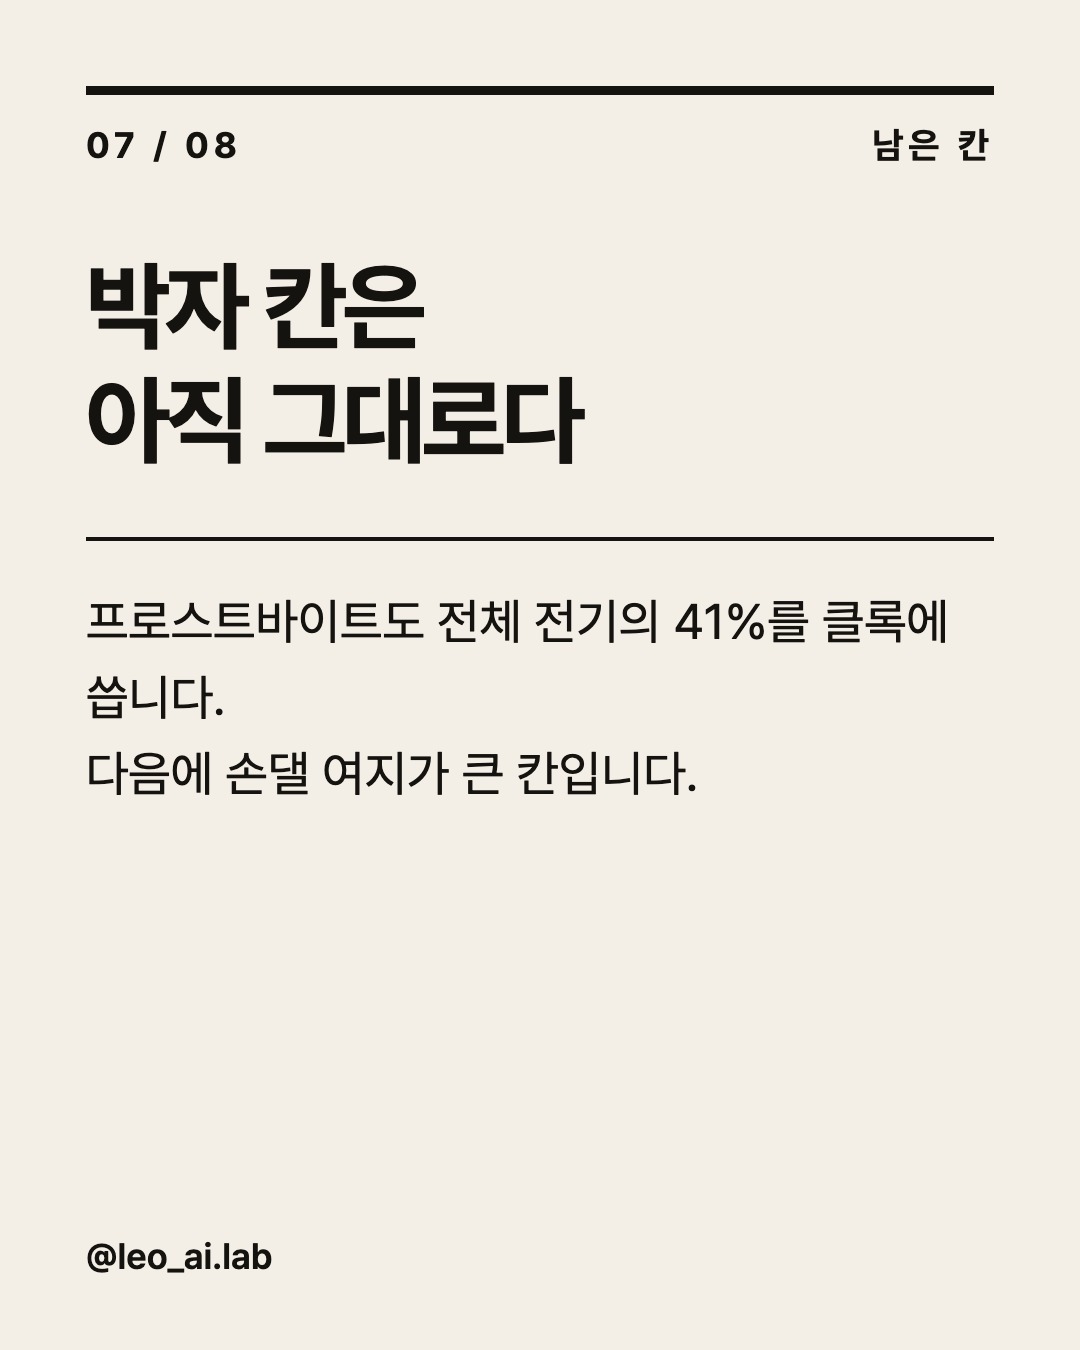 07 / 08
남은 칸
박자 칸은
아직 그대로다
프로스트바이트도 전체 전기의 41%를 클록에
씁니다.
다음에 손댈 여지가 큰 칸입니다.
@leo_ai.lab